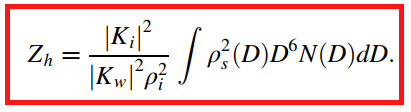 $$Z_h = \frac{|K_i|^2}{|K_w|^2 \rho_i^2} \int \rho_s^2(D) D^6 N(D) dD.$$